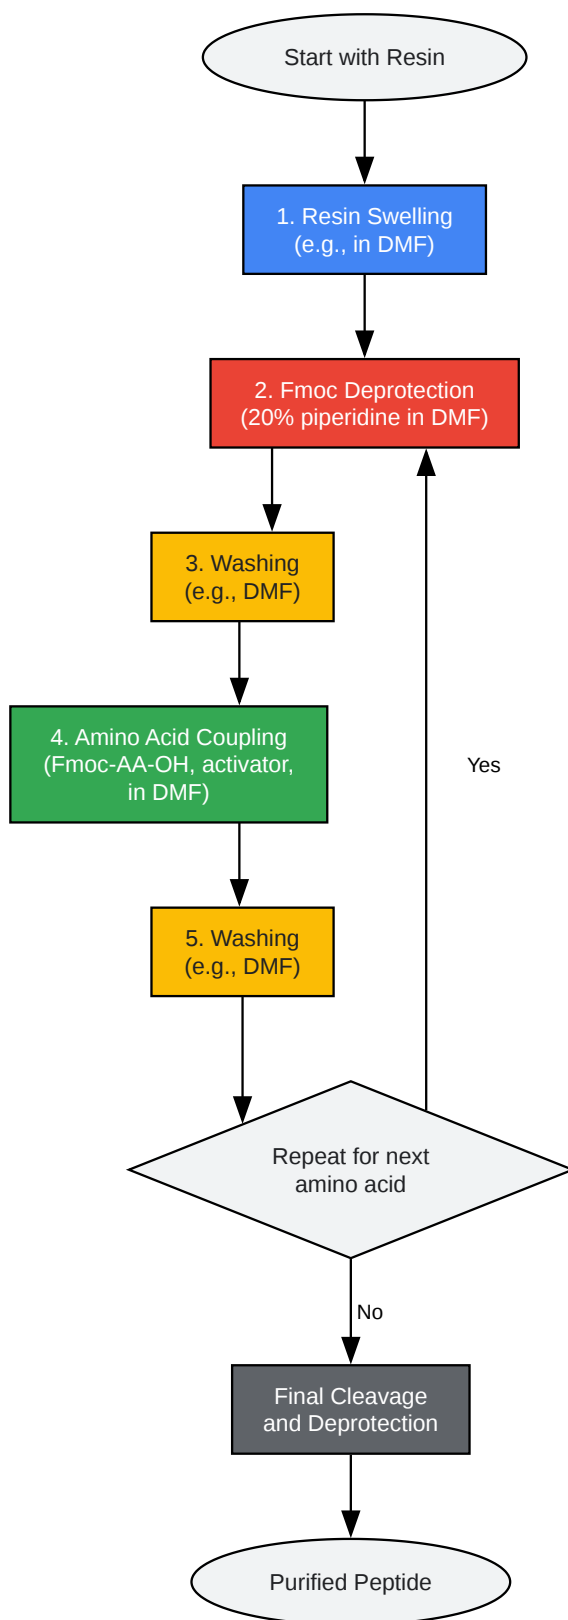 Start with Resin
1. Resin Swelling
(e.g., in DMF)
2. Fmoc Deprotection
(20% piperidine in DMF)
3. Washing
(e.g., DMF)
4. Amino Acid Coupling
(Fmoc-AA-OH, activator,
in DMF)
Yes
5. Washing
(e.g., DMF)
Repeat for next
amino acid
No
Final Cleavage
and Deprotection
Purified Peptide